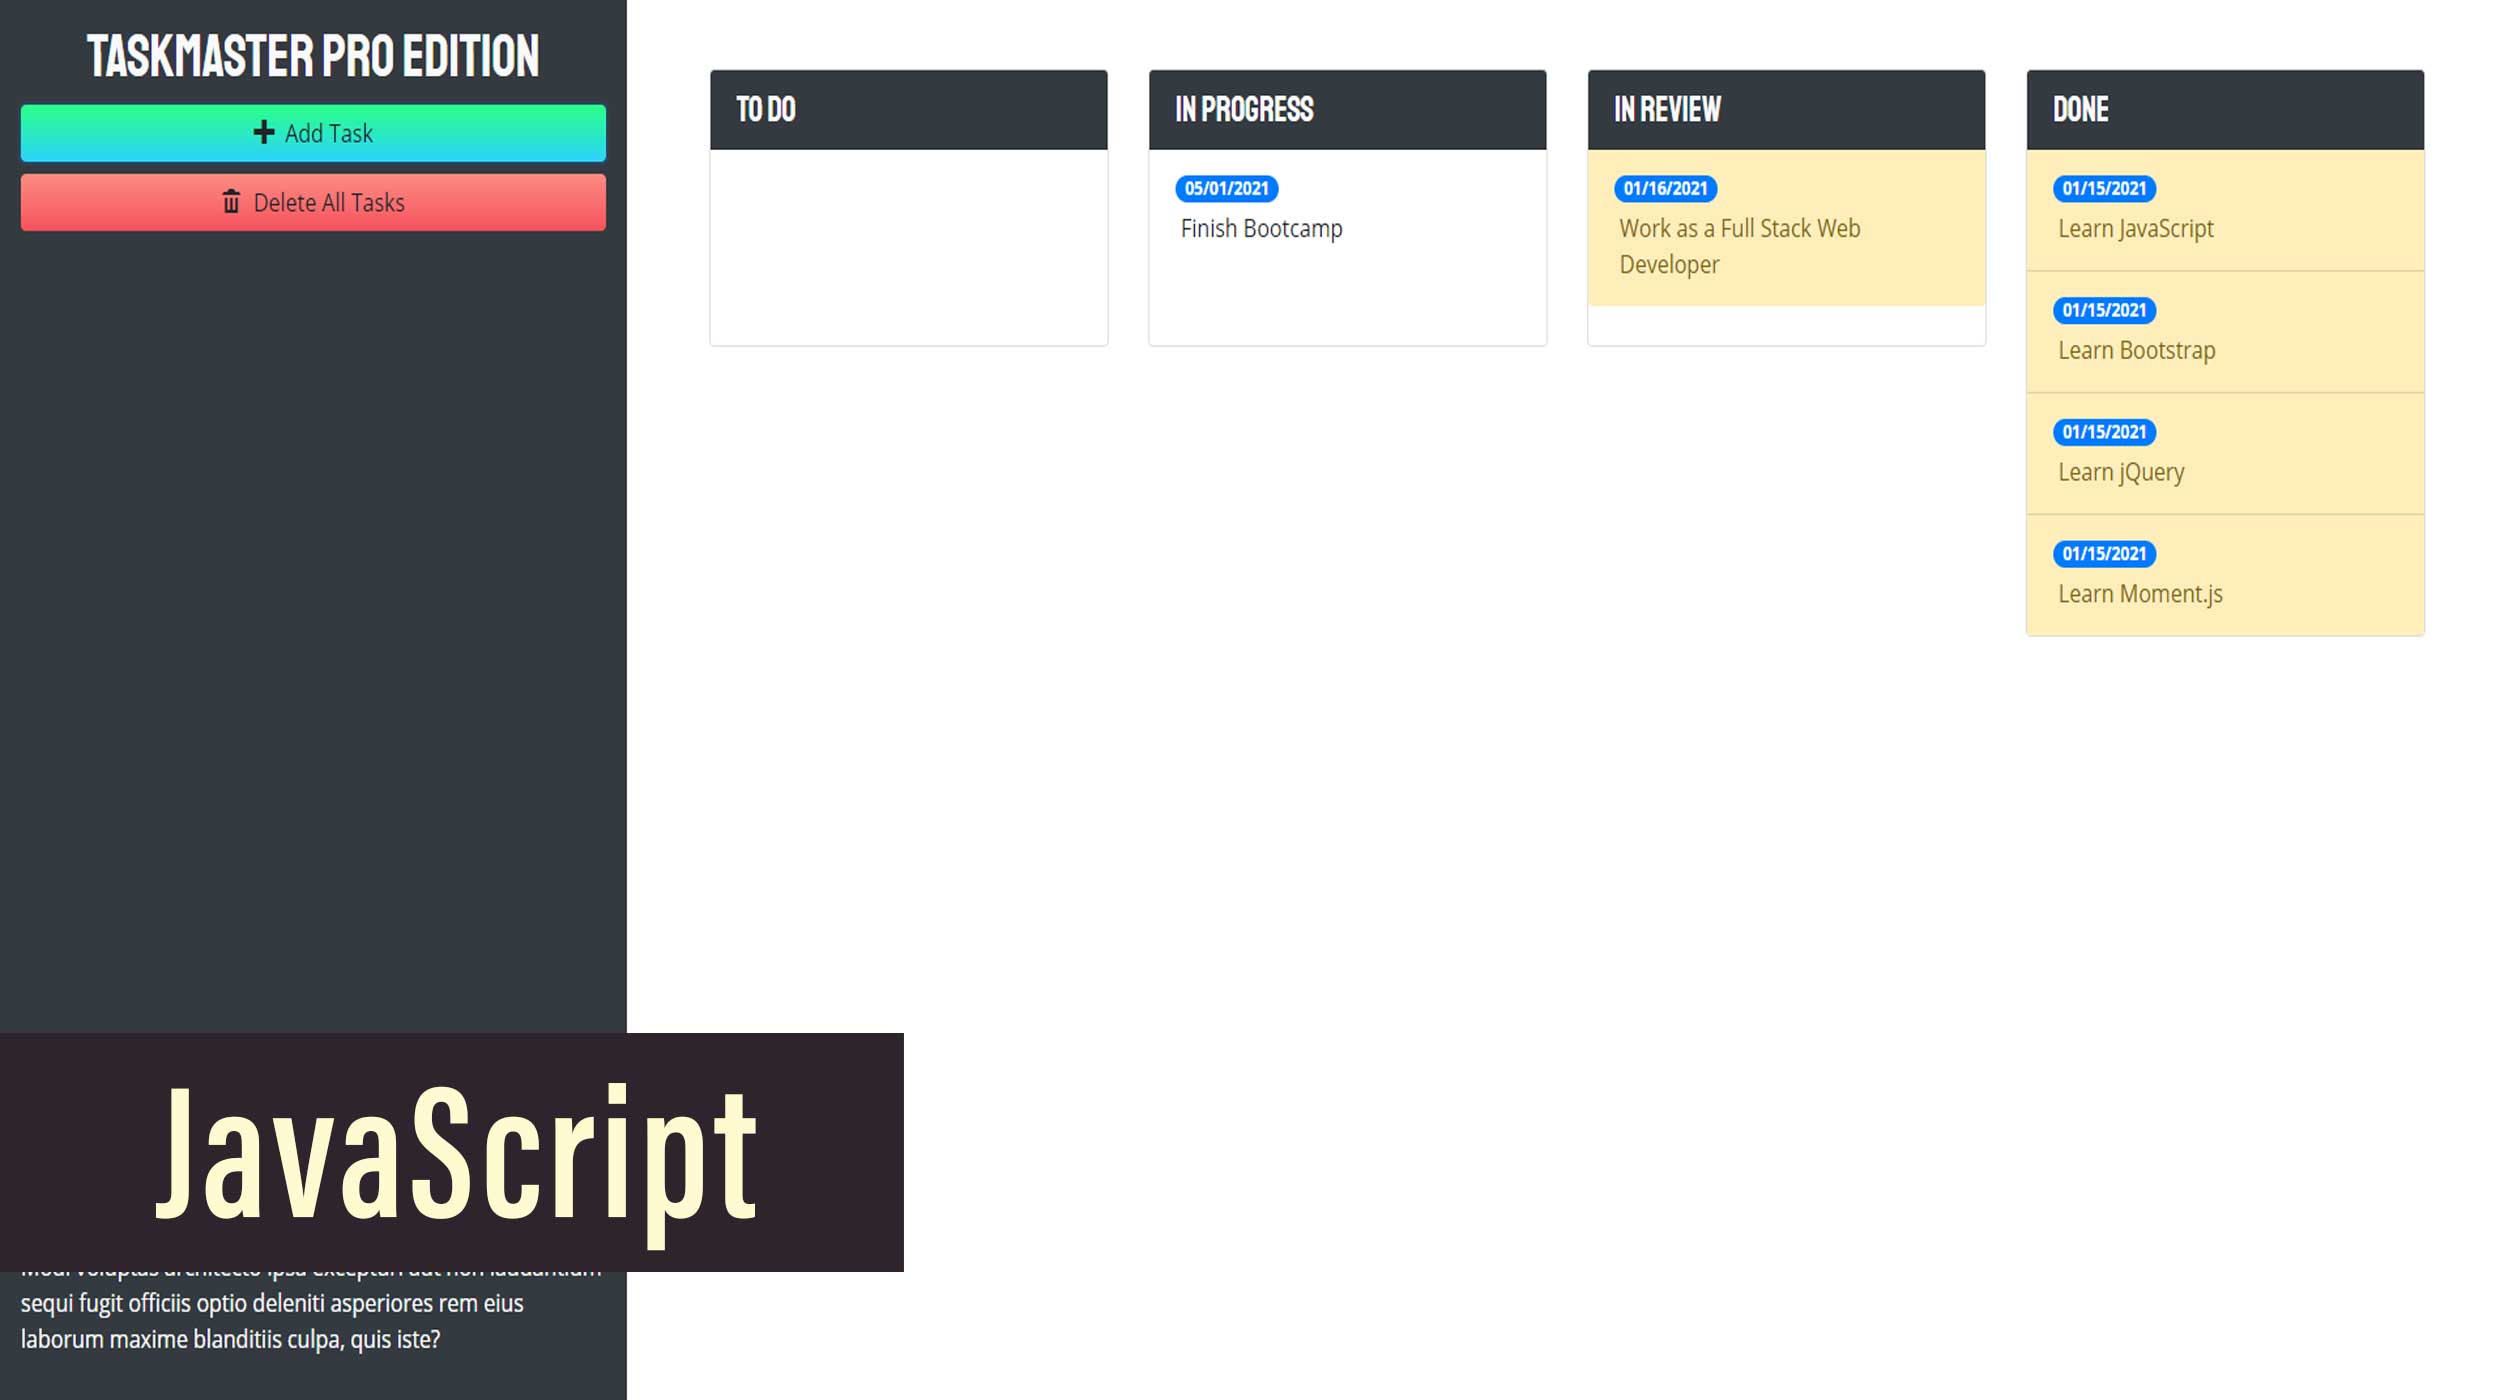 TASKMASTER PRO EDITION
Add Task
Delete All Tasks
TO DO
IN PROGRESS
05/01/2021
Finish Bootcamp
IN REVIEW
01/16/2021
Work as a Full Stack Web
Developer
DONE
01/15/2021
Learn JavaScript
01/15/2021
Learn Bootstrap
01/15/2021
Learn jQuery
01/15/2021
Learn Moment.js
JavaScript
sequi fugit officiis optio deleniti asperiores rem eius
laborum maxime blanditiis culpa, quis iste?